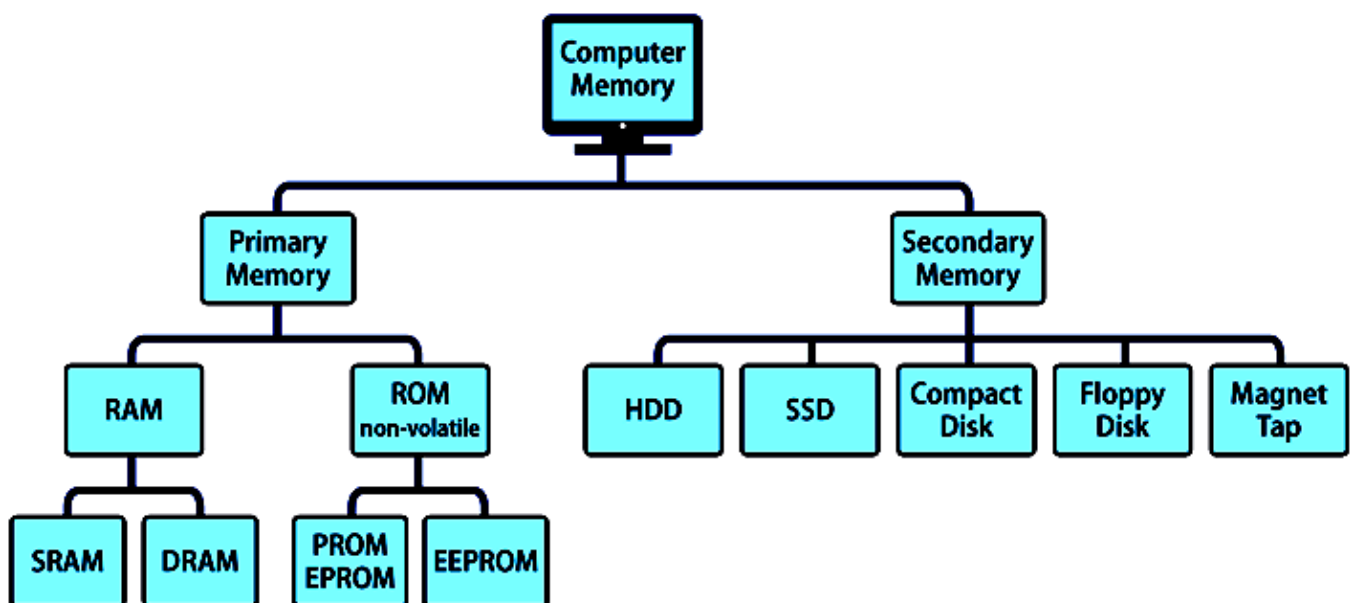 Computer
Memory
Primary
Memory
Secondary
Memory
RAM
ROM
non-volatile
HDD
SSD
Compact
Disk
Floppy
Disk
Magnet
Tap
SRAM
DRAM
PROM
EPROM
EEPROM